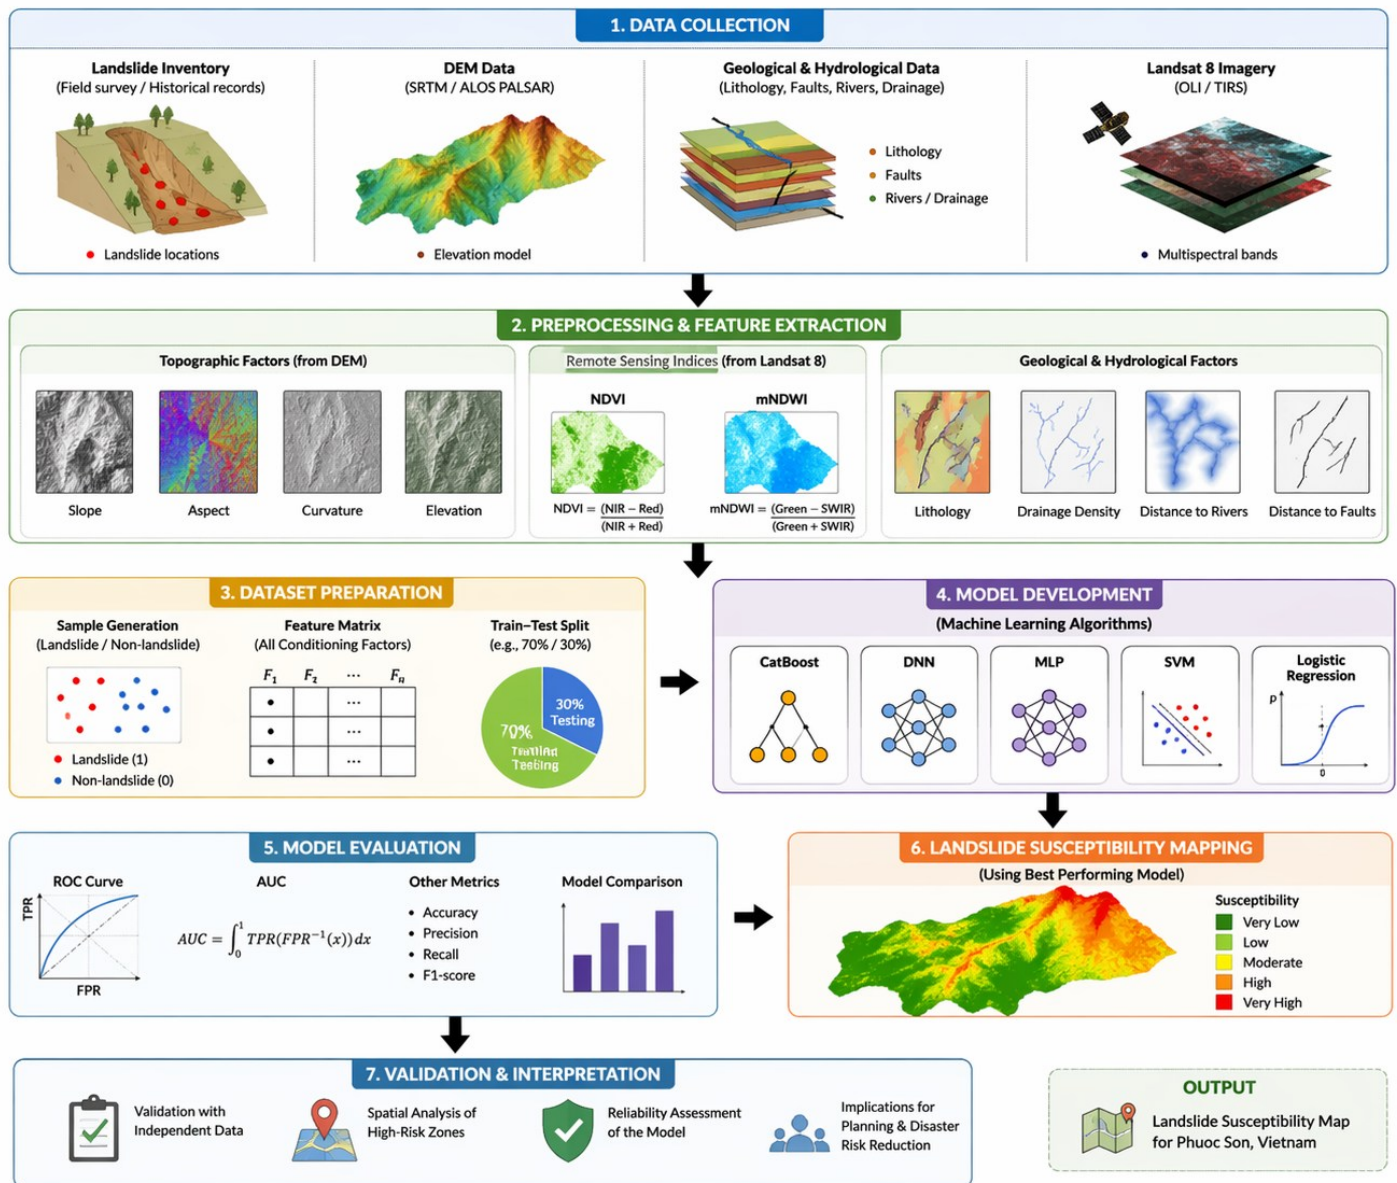 1. DATA COLLECTION
Landslide Inventory
(Field survey / Historical records)
Landslide locations
DEM Data
(SRTM / ALOS PALSAR)
Elevation model
Geological & Hydrological Data
(Lithology, Faults, Rivers, Drainage)
Lithology
Faults
Rivers / Drainage
Landsat 8 Imagery
(OLI / TIRS)
Multispectral bands
2. PREPROCESSING & FEATURE EXTRACTION
Topographic Factors (from DEM)
Slope
Aspect
Curvature
Elevation
Remote Sensing Indices (from Landsat 8)
NDVI
NDVI = (NIR − Red)
(NIR + Red)
mNDWI
mNDWI = (Green − SWIR)
(Green + SWIR)
Geological & Hydrological Factors
Lithology
Drainage Density
Distance to Rivers
Distance to Faults
3. DATASET PREPARATION
Sample Generation
(Landslide / Non-landslide)
Landslide (1)
Non-landslide (0)
Feature Matrix
(All Conditioning Factors)
F1 F2 ⋯ Fn
⋯
⋯
⋯
Train–Test Split
(e.g., 70% / 30%)
30%
Testing
70%
4. MODEL DEVELOPMENT
(Machine Learning Algorithms)
CatBoost
DNN
MLP
SVM
Logistic
Regression
p
0
5. MODEL EVALUATION
ROC Curve
TPR
FPR
AUC
AUC = ∫₀¹ TPR(FPR⁻¹(x)) dx
Other Metrics
• Accuracy
• Precision
• Recall
• F1-score
Model Comparison
6. LANDSLIDE SUSCEPTIBILITY MAPPING
(Using Best Performing Model)
Susceptibility
Very Low
Low
Moderate
High
Very High
7. VALIDATION & INTERPRETATION
Validation with
Independent Data
Spatial Analysis of
High-Risk Zones
Reliability Assessment
of the Model
Implications for
Planning & Disaster
Risk Reduction
OUTPUT
Landslide Susceptibility Map
for Phuoc Son, Vietnam